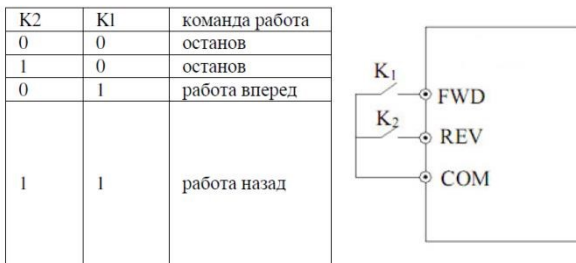 K2 K1 команда работа
0 0 останов
1 0 останов
0 1 работа вперед
1 1 работа назад
K1
FWD
K2
REV
COM